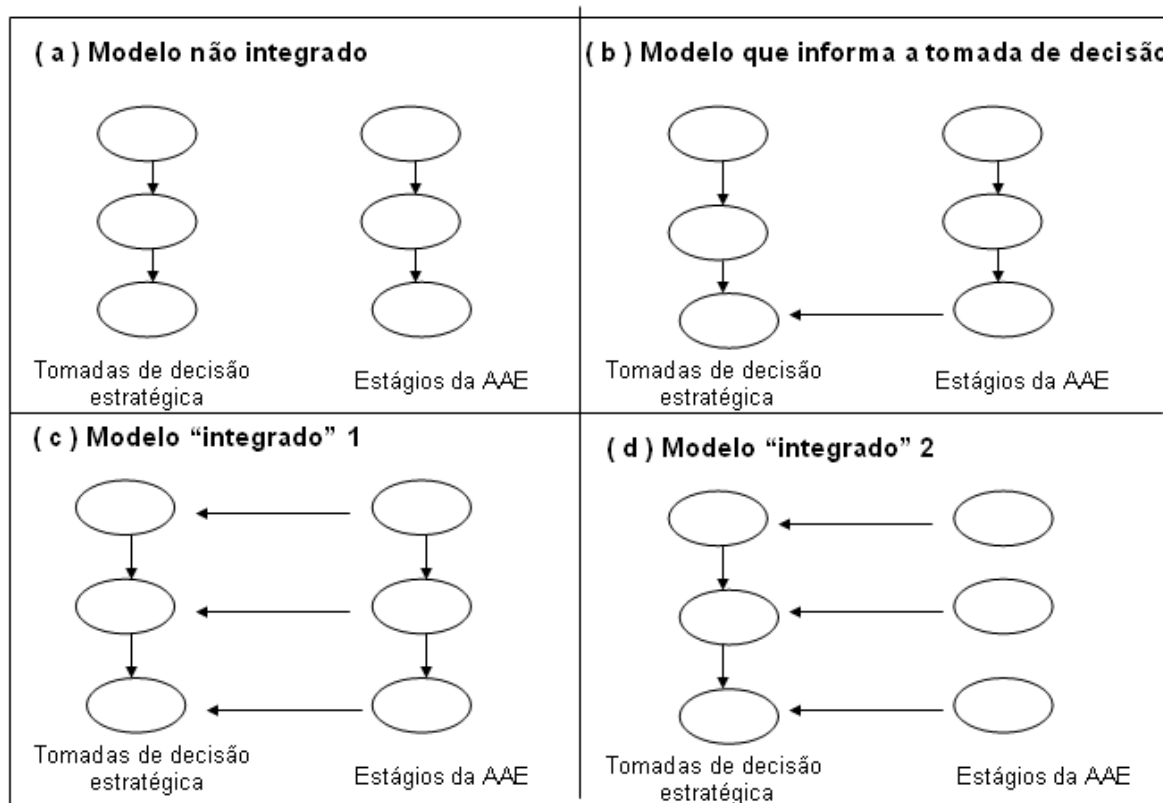 ( a ) Modelo não integrado
( b ) Modelo que informa a tomada de decisão
Tomadas de decisão
estratégica
Estágios da AAE
Tomadas de decisão
estratégica
Estágios da AAE
( c ) Modelo “integrado” 1
( d ) Modelo “integrado” 2
Tomadas de decisão
estratégica
Estágios da AAE
Tomadas de decisão
estratégica
Estágios da AAE